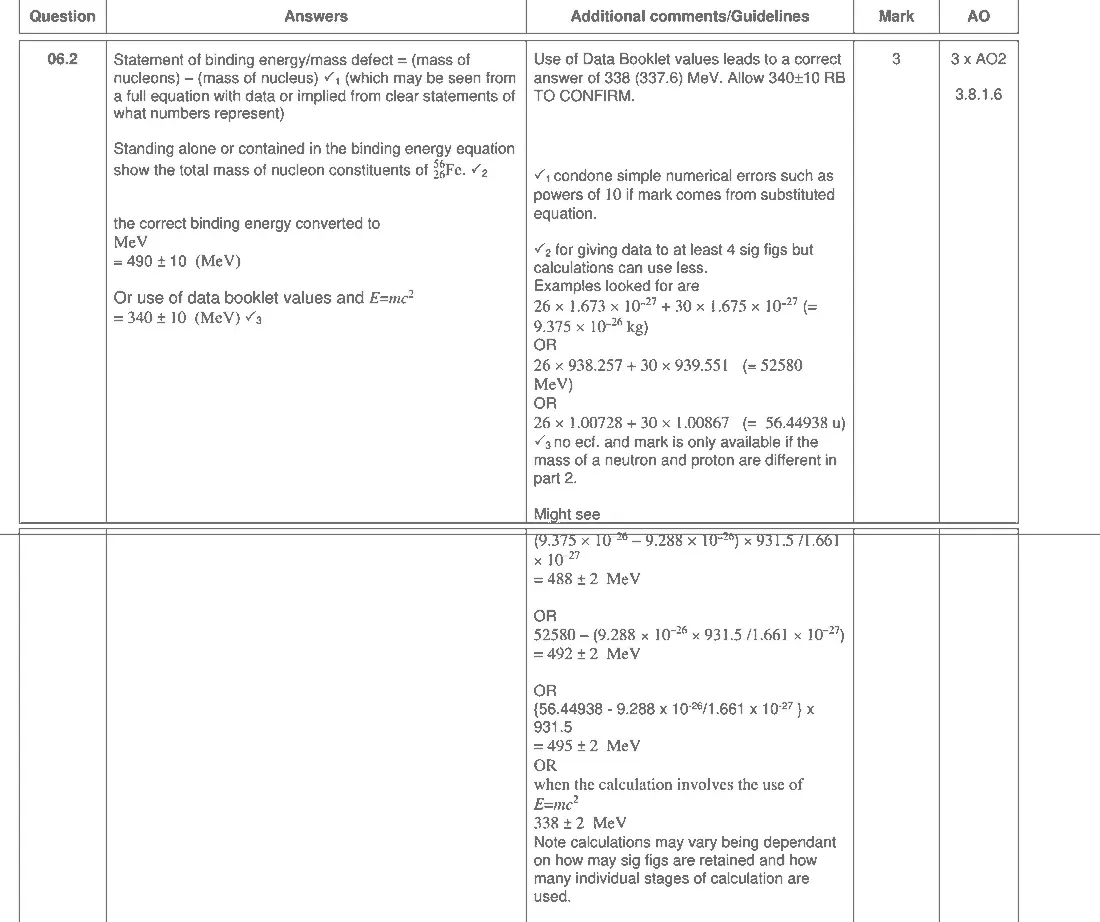 Question Answers Additional comments/Guidelines Mark AO
06.2
Statement of binding energy/mass defect = (mass of
nucleons) – (mass of nucleus) ✓₁ (which may be seen from
a full equation with data or implied from clear statements of
what numbers represent)
Standing alone or contained in the binding energy equation
show the total mass of nucleon constituents of ⁵⁶₂₆Fe. ✓₂
the correct binding energy converted to
MeV
= 490 ± 10 (MeV)
Or use of data booklet values and E=mc²
= 340 ± 10 (MeV) ✓₃
Use of Data Booklet values leads to a correct
answer of 338 (337.6) MeV. Allow 340±10 RB
TO CONFIRM.
✓₁ condone simple numerical errors such as
powers of 10 if mark comes from substituted
equation.
✓₂ for giving data to at least 4 sig figs but
calculations can use less.
Examples looked for are
26 × 1.673 × 10⁻²⁷ + 30 × 1.675 × 10⁻²⁷ (=
9.375 × 10⁻²⁶ kg)
OR
26 × 938.257 + 30 × 939.551 (= 52580
MeV)
OR
26 × 1.00728 + 30 × 1.00867 (= 56.44938 u)
✓₃ no ecf. and mark is only available if the
mass of a neutron and proton are different in
part 2.
Might see
(9.375 × 10⁻²⁶ – 9.288 × 10⁻²⁶) × 931.5 /1.661
× 10⁻²⁷
= 488 ± 2 MeV
OR
52580 – (9.288 × 10⁻²⁶ × 931.5 /1.661 × 10⁻²⁷)
= 492 ± 2 MeV
OR
{56.44938 - 9.288 x 10⁻²⁶/1.661 x 10⁻²⁷ } x
931.5
= 495 ± 2 MeV
OR
when the calculation involves the use of
E=mc²
338 ± 2 MeV
Note calculations may vary being dependant
on how may sig figs are retained and how
many individual stages of calculation are
used.
3
3 x AO2
3.8.1.6